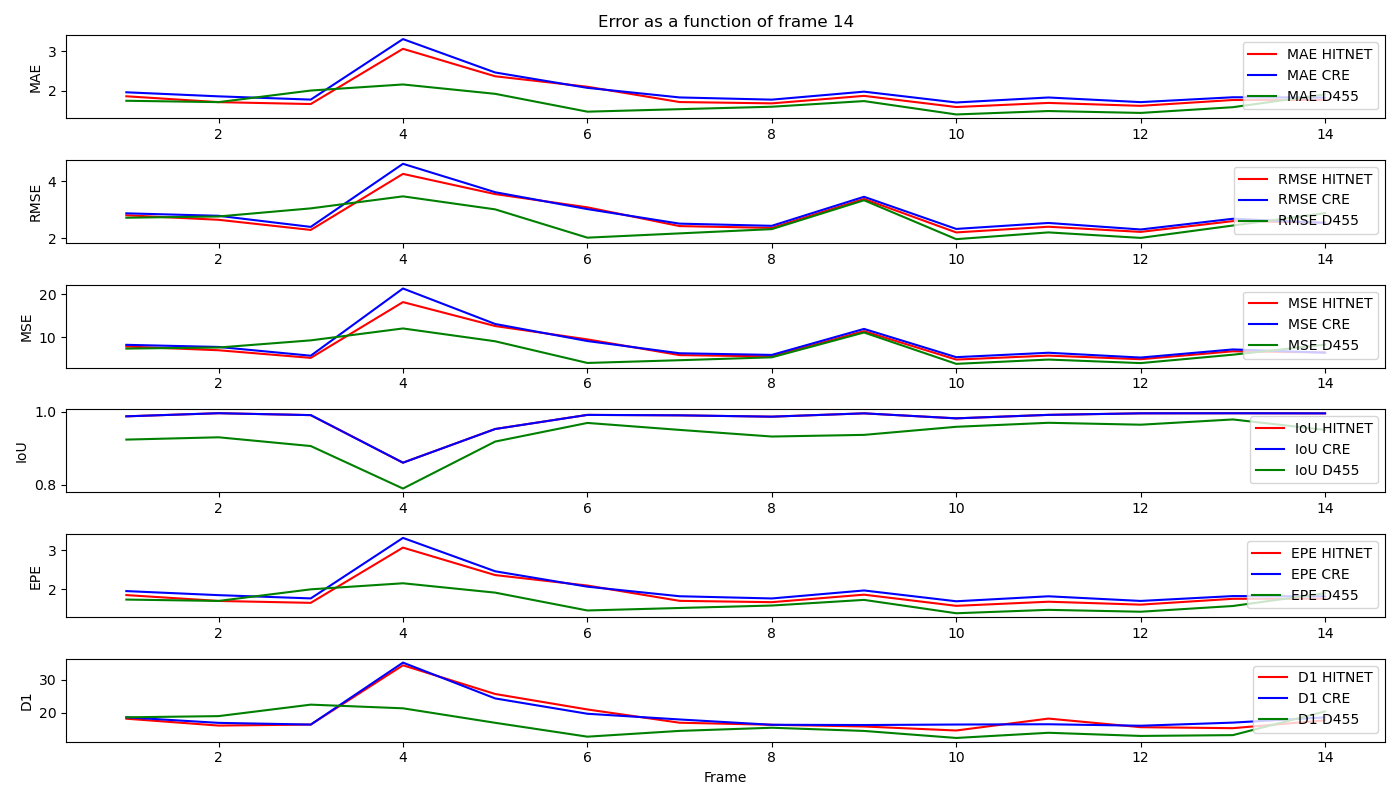 Error as a function of frame 14
MAE
3
2
MAE HITNET
MAE CRE
MAE D455
2 4 6 8 10 12 14
RMSE
4
2
RMSE HITNET
RMSE CRE
RMSE D455
2 4 6 8 10 12 14
MSE
20
10
MSE HITNET
MSE CRE
MSE D455
2 4 6 8 10 12 14
IoU
1.0
0.8
IoU HITNET
IoU CRE
IoU D455
2 4 6 8 10 12 14
EPE
3
2
EPE HITNET
EPE CRE
EPE D455
2 4 6 8 10 12 14
D1
30
20
D1 HITNET
D1 CRE
D1 D455
2 4 6 8 10 12 14
Frame